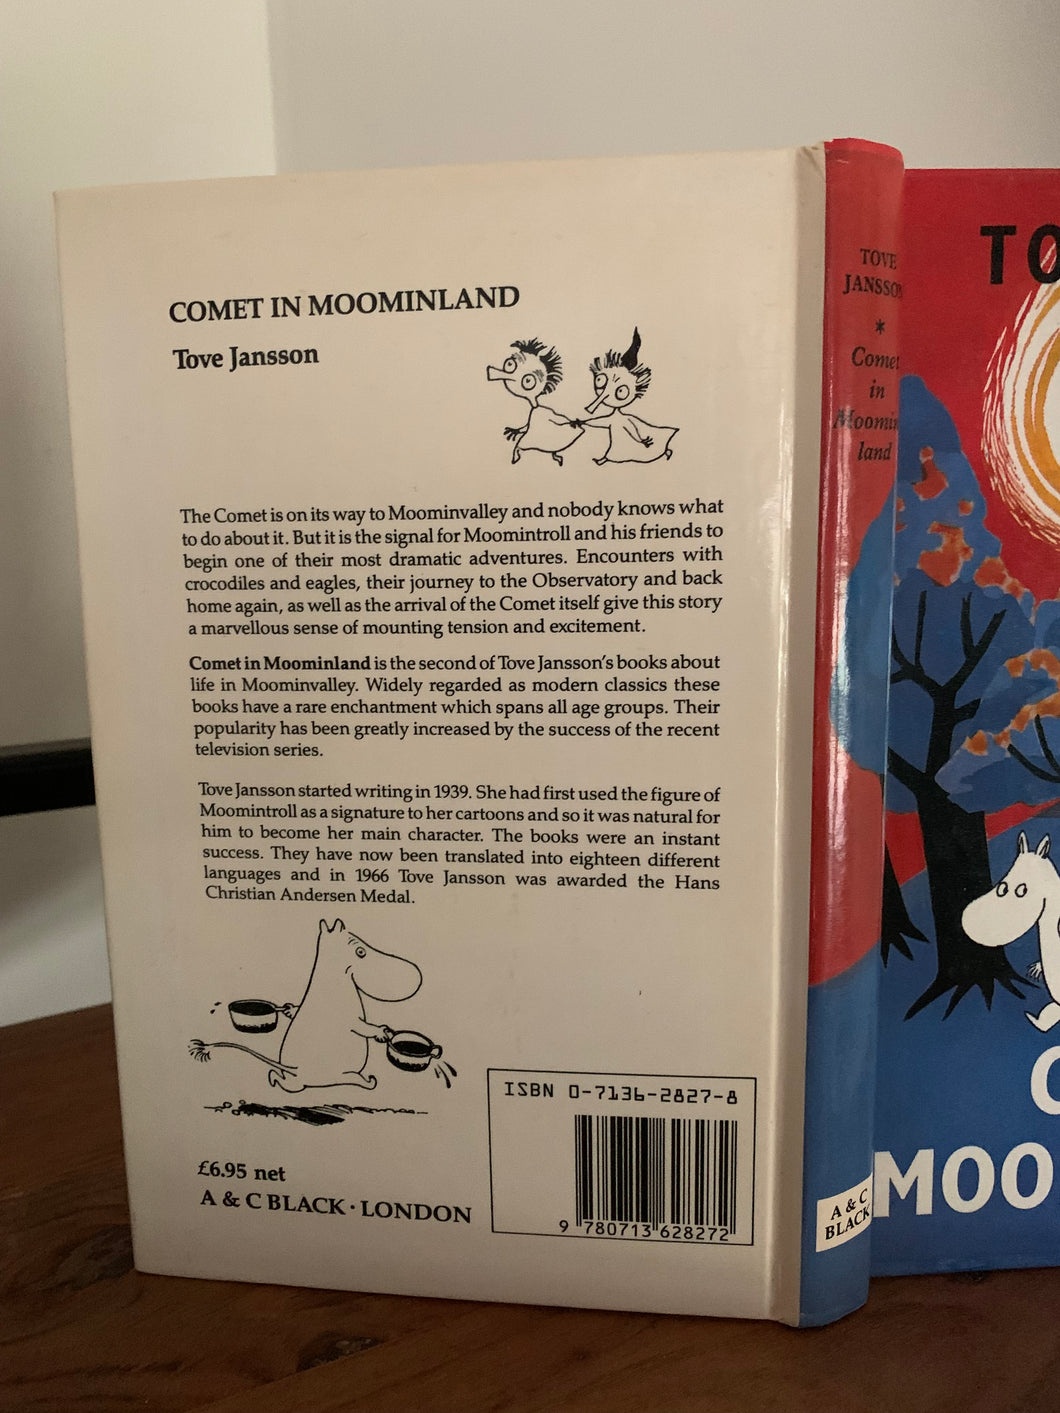 COMET IN MOOMINLAND
Tove Jansson
The Comet is on its way to Moominvalley and nobody knows what
to do about it. But it is the signal for Moomintroll and his friends to
begin one of their most dramatic adventures. Encounters with
crocodiles and eagles, their journey to the Observatory and back
home again, as well as the arrival of the Comet itself give this story
a marvellous sense of mounting tension and excitement.
Comet in Moominland is the second of Tove Jansson's books about
life in Moominvalley. Widely regarded as modern classics these
books have a rare enchantment which spans all age groups. Their
popularity has been greatly increased by the success of the recent
television series.
Tove Jansson started writing in 1939. She had first used the figure of
Moomintroll as a signature to her cartoons and so it was natural for
him to become her main character. The books were an instant
success. They have now been translated into eighteen different
languages and in 1966 Tove Jansson was awarded the Hans
Christian Andersen Medal.
£6.95 net
A & C BLACK · LONDON
ISBN 0-7136-2827-8
9 780713 628272
TOVE
JANSSON
*
Comet
in
Moomin
land
A & C
BLACK
TO
C
MOO